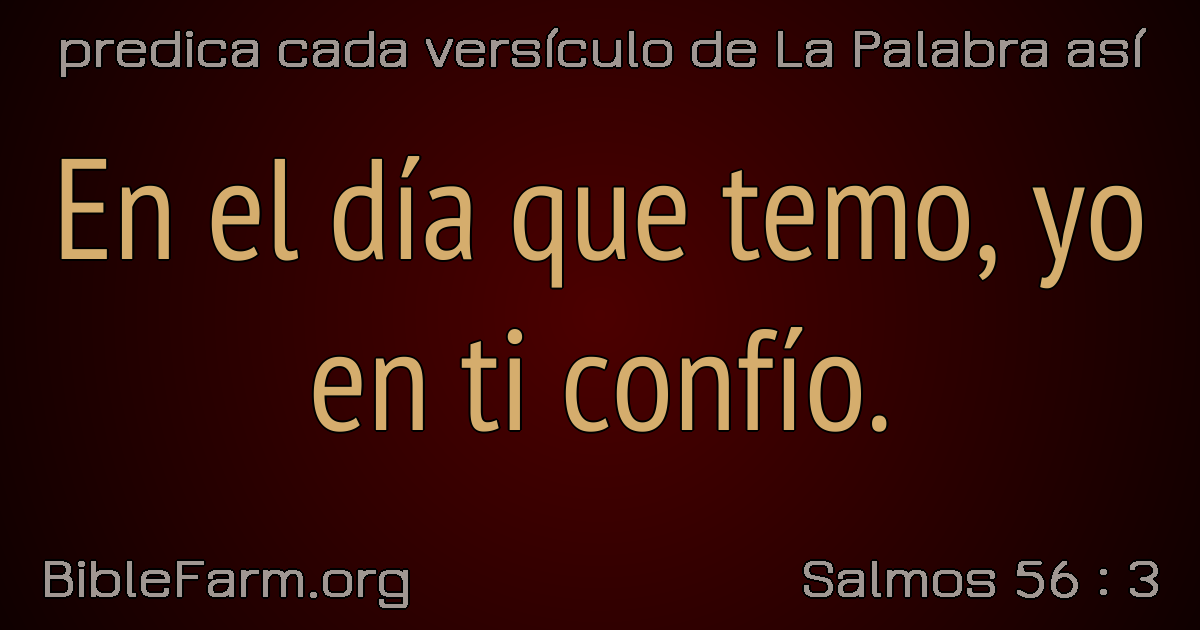 predica cada versículo de La Palabra así
En el día que temo, yo
en ti confío.
BibleFarm.org
Salmos 56 : 3